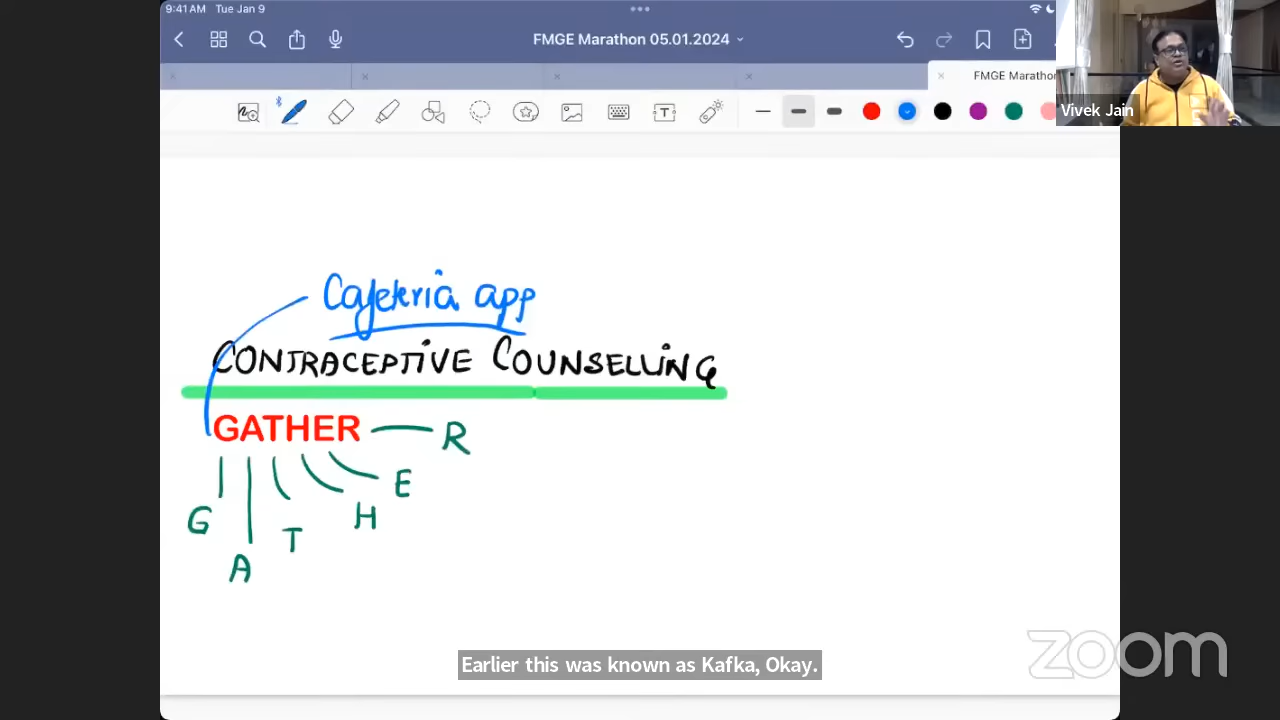 9:41 AM Tue Jan 9
FMGE Marathon 05.01.2024
FMGE Marathon
Vivek Jain
Cafeteria app
CONTRACEPTIVE COUNSELLING
GATHER
R
E
H
G
T
A
Earlier this was known as Kafka, Okay.
zoom